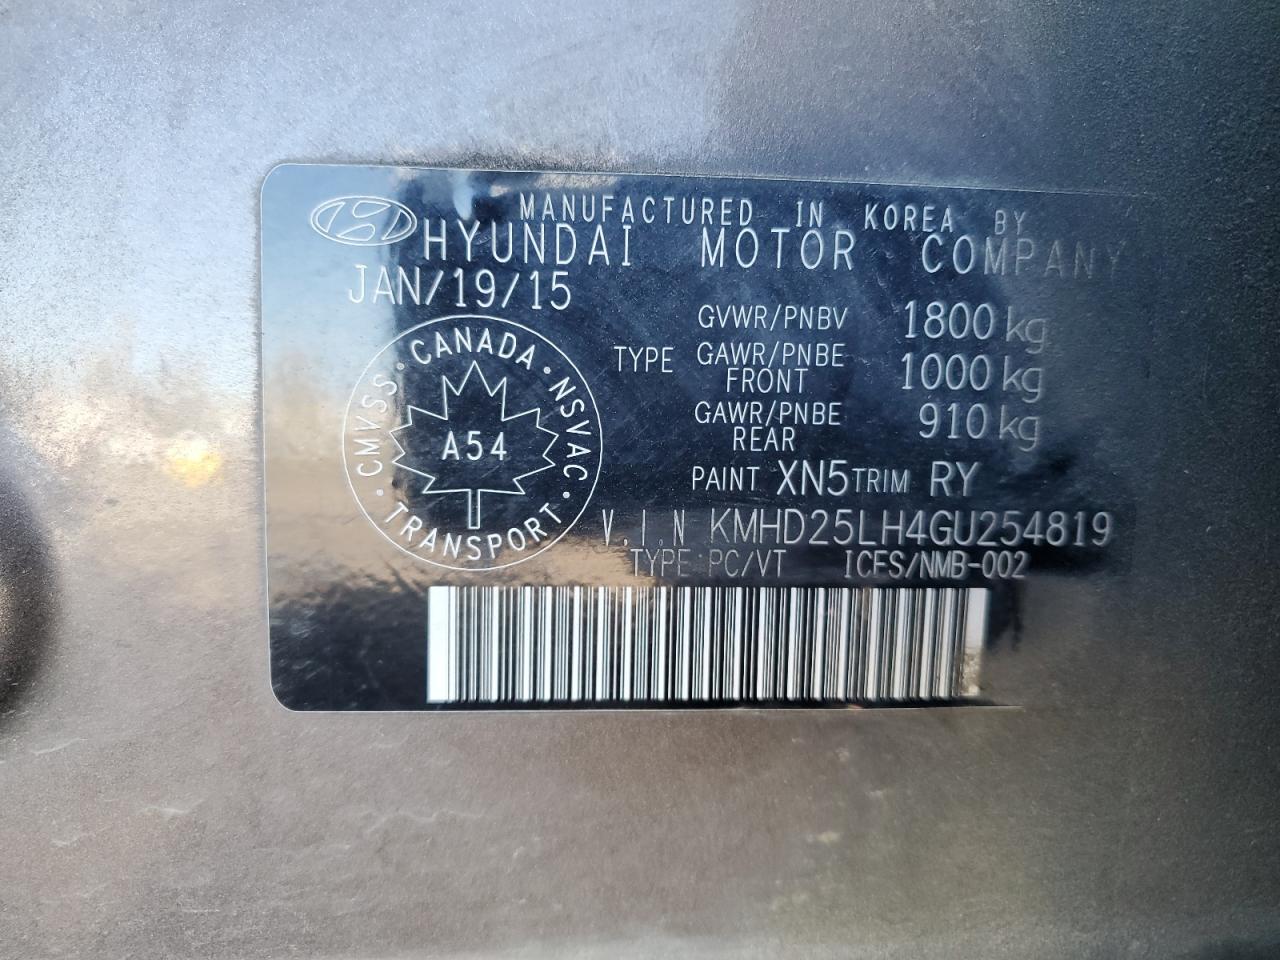 MANUFACTURED IN KOREA BY
HYUNDAI MOTOR COMPANY
JAN/19/15
GVWR/PNBV 1800 kg
TYPE GAWR/PNBE FRONT 1000 kg
GAWR/PNBE REAR 910 kg
PAINT XN5 TRIM RY
CMVSS · CANADA · NSVAC · TRANSPORT ·
A54
V.I.N KMHD25LH4GU254819
TYPE PC/VT ICFS/NMB-002